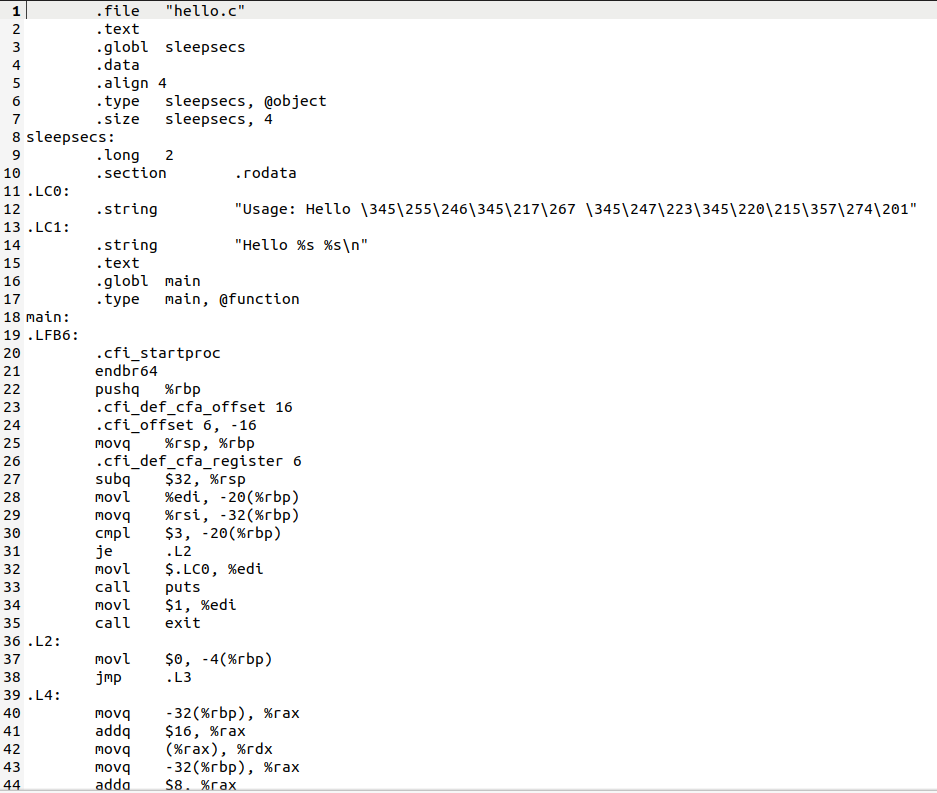 1 .file "hello.c"
2 .text
3 .globl sleepsecs
4 .data
5 .align 4
6 .type sleepsecs, @object
7 .size sleepsecs, 4
8 sleepsecs:
9 .long 2
10 .section .rodata
11 .LC0:
12 .string "Usage: Hello \345\255\246\345\217\267 \345\247\223\345\220\215\357\274\201"
13 .LC1:
14 .string "Hello %s %s\n"
15 .text
16 .globl main
17 .type main, @function
18 main:
19 .LFB6:
20 .cfi_startproc
21 endbr64
22 pushq %rbp
23 .cfi_def_cfa_offset 16
24 .cfi_offset 6, -16
25 movq %rsp, %rbp
26 .cfi_def_cfa_register 6
27 subq $32, %rsp
28 movl %edi, -20(%rbp)
29 movq %rsi, -32(%rbp)
30 cmpl $3, -20(%rbp)
31 je .L2
32 movl $.LC0, %edi
33 call puts
34 movl $1, %edi
35 call exit
36 .L2:
37 movl $0, -4(%rbp)
38 jmp .L3
39 .L4:
40 movq -32(%rbp), %rax
41 addq $16, %rax
42 movq (%rax), %rdx
43 movq -32(%rbp), %rax
44 addq $8, %rax